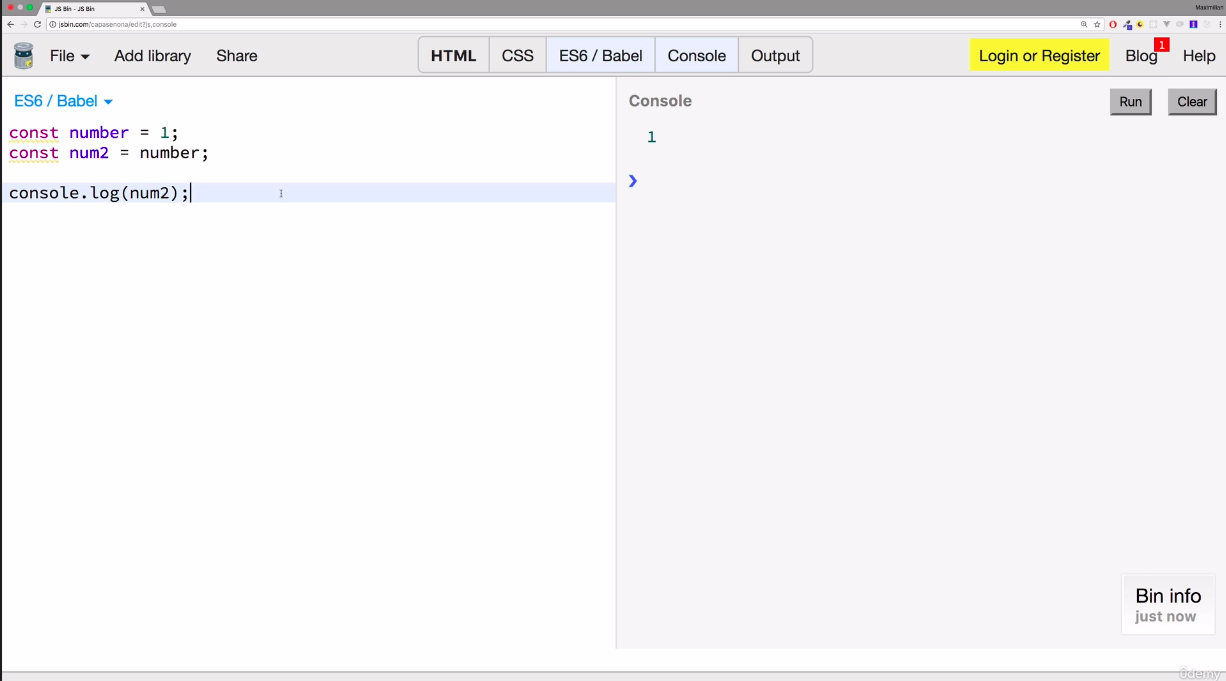 JS Bin - JS Bin
Maximilian
jsbin.com/capasenona/edit?js,console
File
Add library
Share
HTML
CSS
ES6 / Babel
Console
Output
Login or Register
Blog
1
Help
ES6 / Babel
const number = 1;
const num2 = number;
console.log(num2);
Console
Run
Clear
1
Bin info
just now
ûdemy